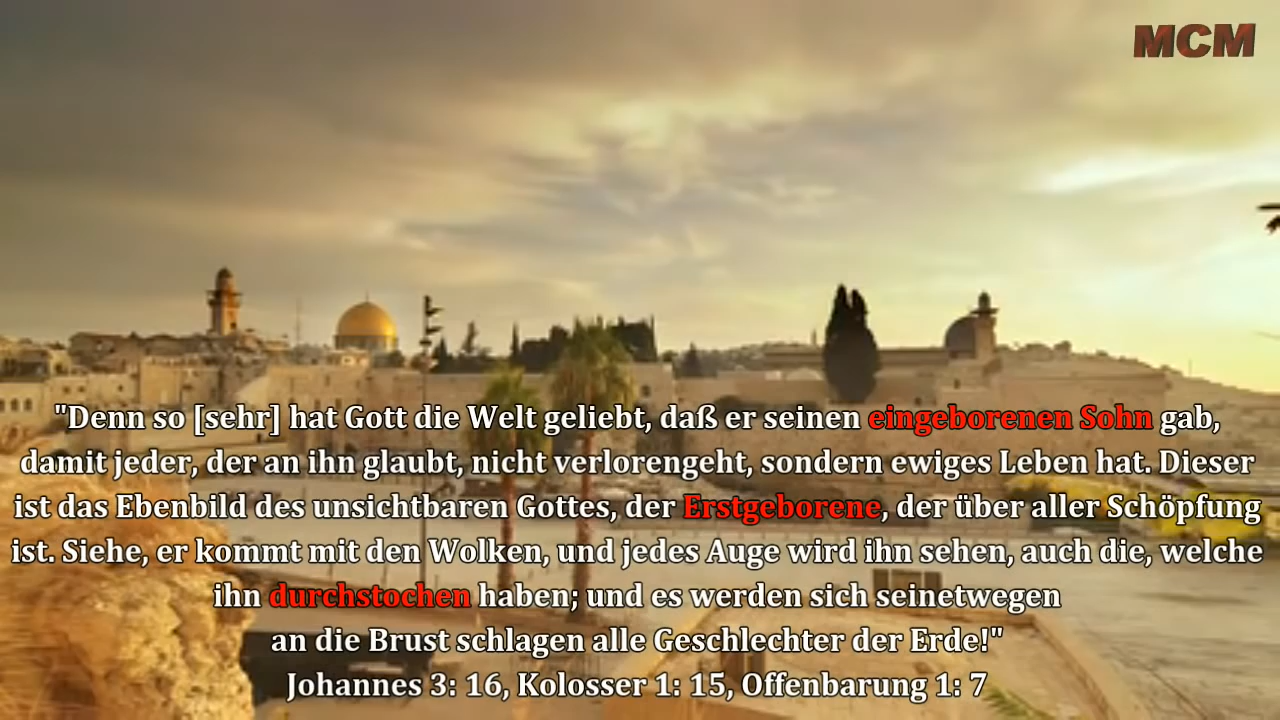 MCM
"Denn so [sehr] hat Gott die Welt geliebt, daß er seinen eingeborenen Sohn gab,
damit jeder, der an ihn glaubt, nicht verlorengeht, sondern ewiges Leben hat. Dieser
ist das Ebenbild des unsichtbaren Gottes, der Erstgeborene, der über aller Schöpfung
ist. Siehe, er kommt mit den Wolken, und jedes Auge wird ihn sehen, auch die, welche
ihn durchstochen haben; und es werden sich seinetwegen
an die Brust schlagen alle Geschlechter der Erde!"
Johannes 3: 16, Kolosser 1: 15, Offenbarung 1: 7